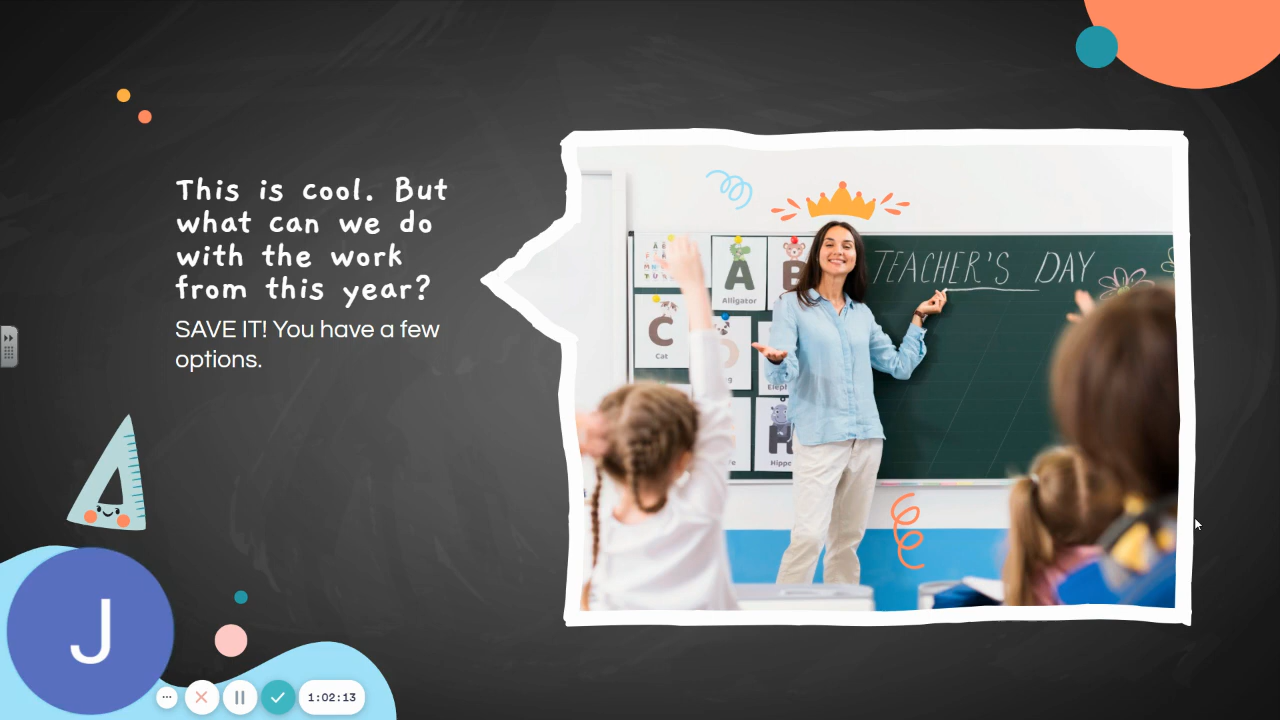 This is cool. But
what can we do
with the work
from this year?
SAVE IT! You have a few
options.
TEACHER'S DAY
A
Alligator
B
C
Cat
H
Hippo
J
1:02:13